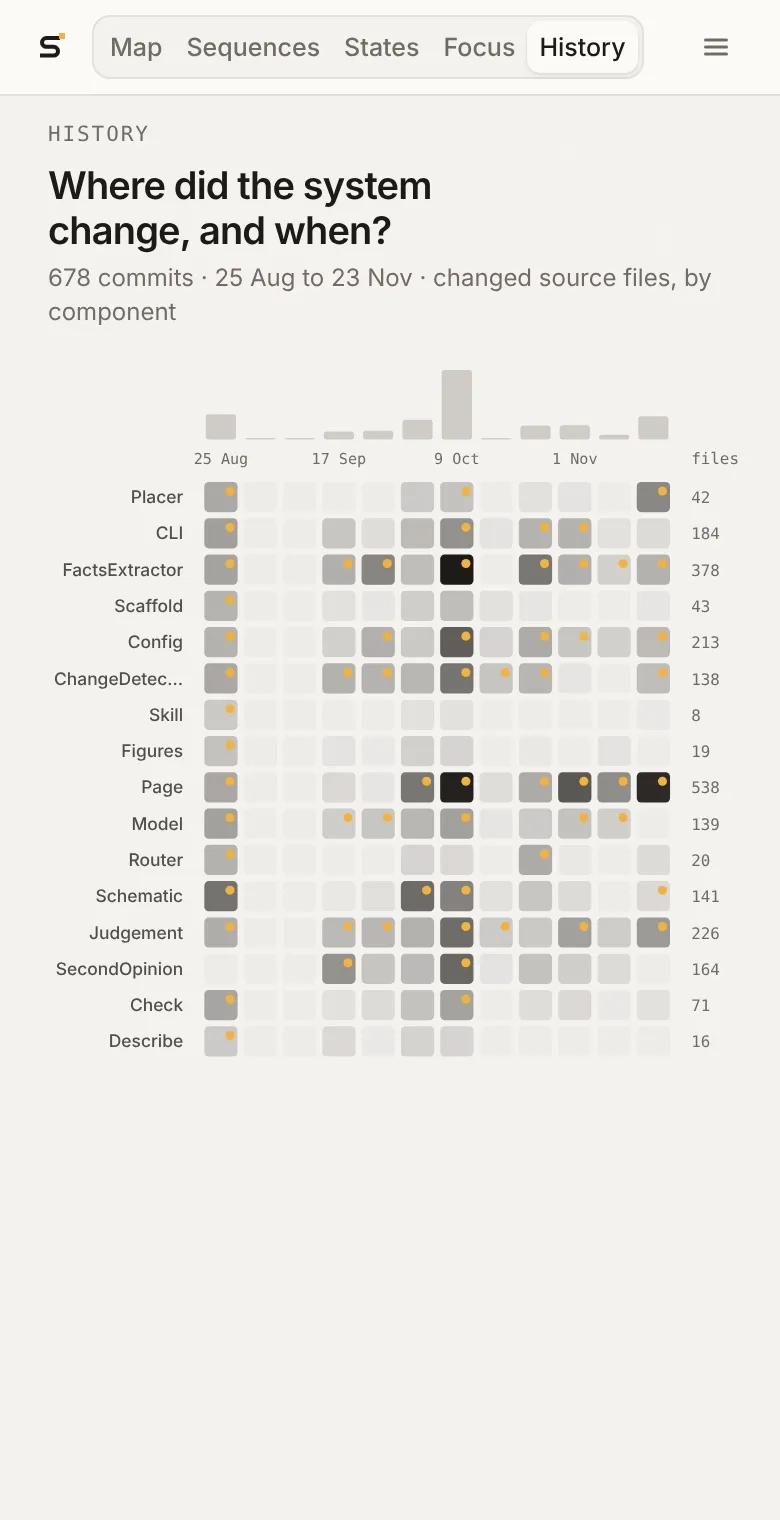 S
Map Sequences States Focus History
HISTORY
Where did the system
change, and when?
678 commits · 25 Aug to 23 Nov · changed source files, by
component
25 Aug 17 Sep 9 Oct 1 Nov files
Placer 42
CLI 184
FactsExtractor 378
Scaffold 43
Config 213
ChangeDetec... 138
Skill 8
Figures 19
Page 538
Model 139
Router 20
Schematic 141
Judgement 226
SecondOpinion 164
Check 71
Describe 16